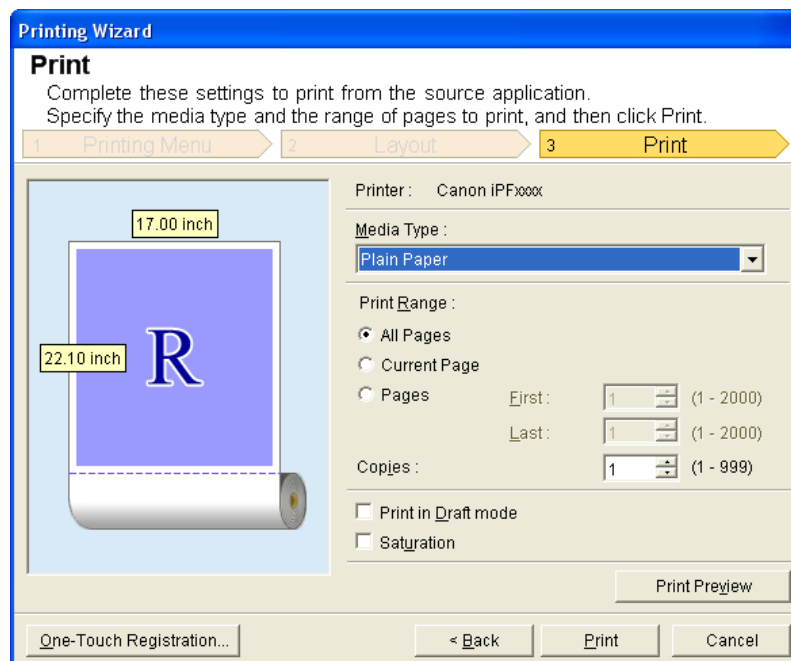 Printing Wizard
Print
Complete these settings to print from the source application.
Specify the media type and the range of pages to print, and then click Print.
1 Printing Menu 2 Layout 3 Print
Printer : Canon iPFxxxx
17.00 inch
Media Type :
Plain Paper
Print Range :
All Pages
22.10 inch
R
Current Page
Pages First : 1 (1 - 2000)
Last : 1 (1 - 2000)
Copies : 1 (1 - 999)
Print in Draft mode
Saturation
Print Preview
One-Touch Registration... < Back Print Cancel